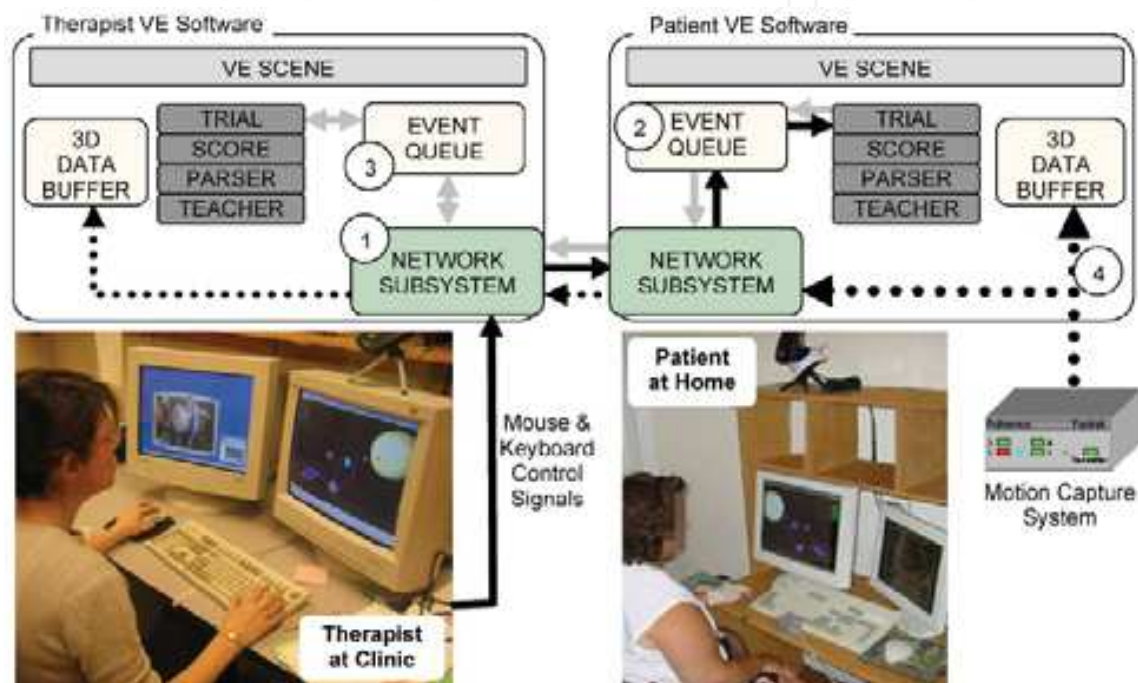 Therapist VE Software
VE SCENE
3D
DATA
BUFFER
TRIAL
SCORE
PARSER
TEACHER
EVENT
QUEUE
3
1
NETWORK
SUBSYSTEM
Patient VE Software
VE SCENE
2
EVENT
QUEUE
TRIAL
SCORE
PARSER
TEACHER
3D
DATA
BUFFER
NETWORK
SUBSYSTEM
4
Therapist
at Clinic
Mouse &
Keyboard
Control
Signals
Patient
at Home
Motion Capture
System